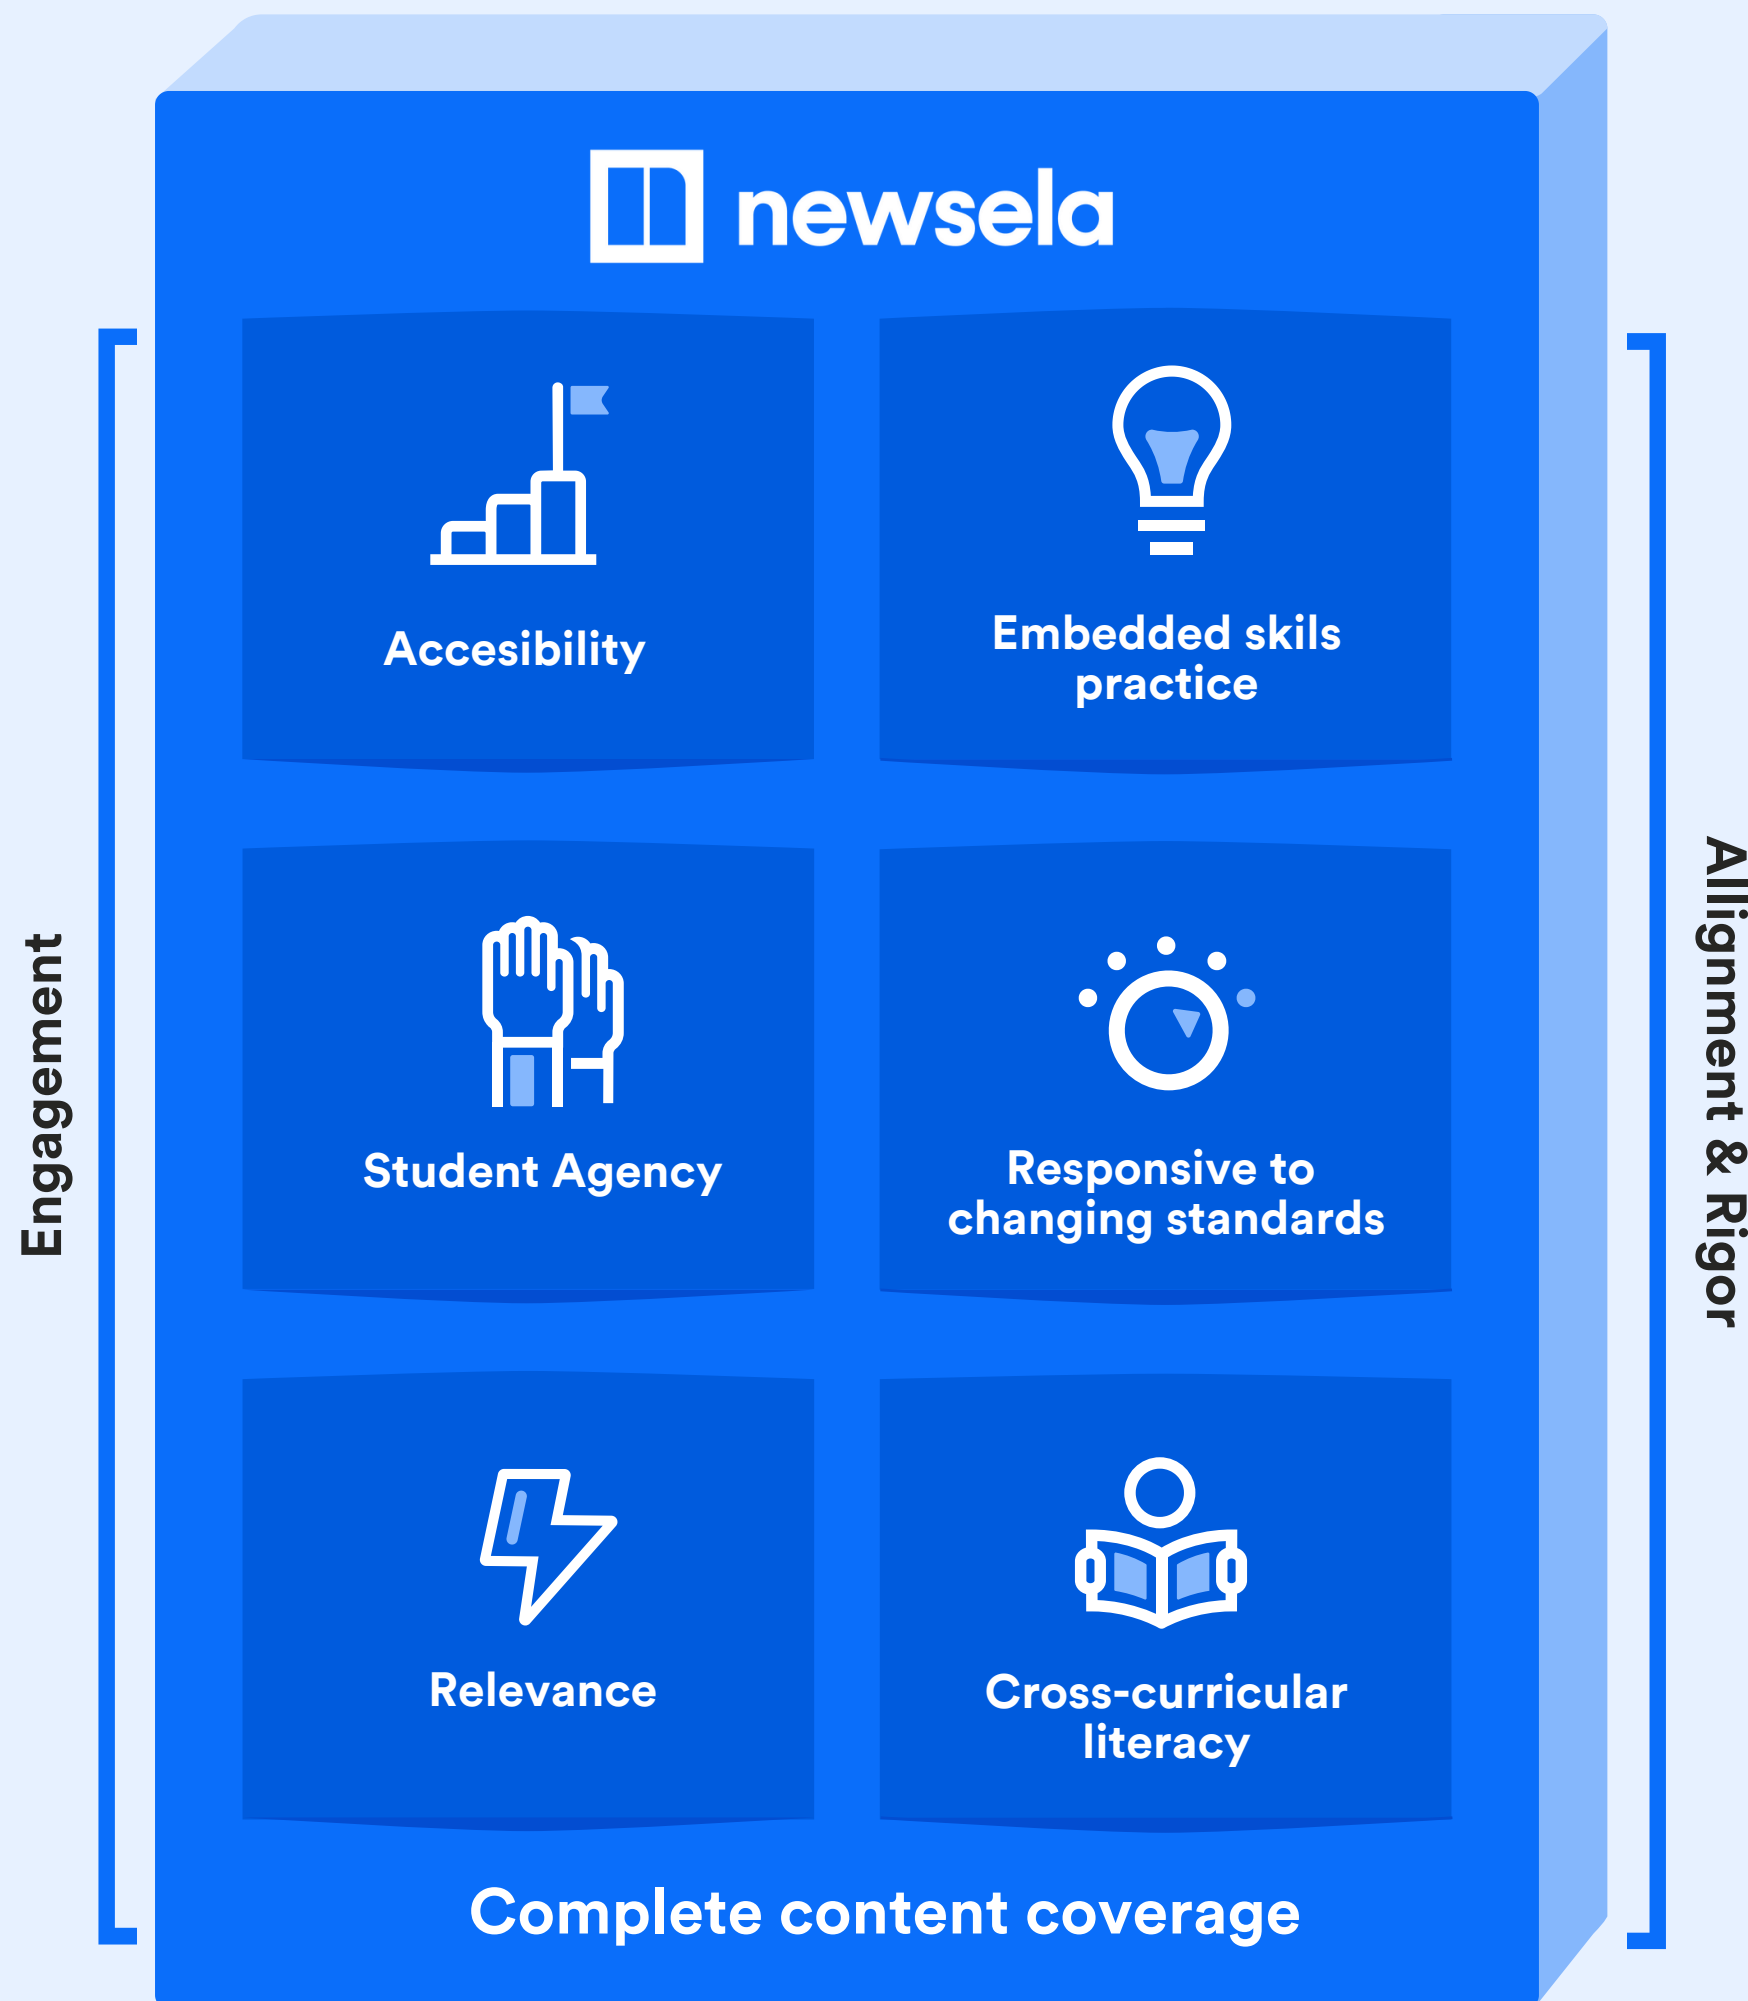 newsela
Engagement
Accesibility
Embedded skils
practice
Student Agency
Responsive to
changing standards
Relevance
Cross-curricular
literacy
Allignment & Rigor
Complete content coverage